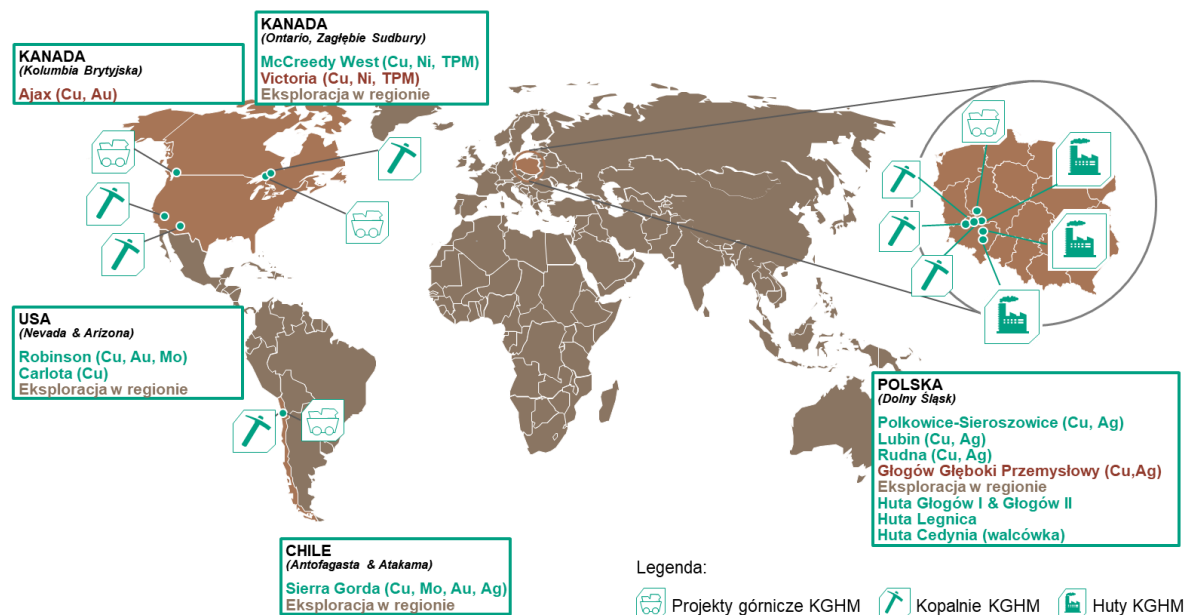 KANADA
(Kolumbia Brytyjska)
Ajax (Cu, Au)
KANADA
(Ontario, Zagłębie Sudbury)
McCreedy West (Cu, Ni, TPM)
Victoria (Cu, Ni, TPM)
Eksploracja w regionie
USA
(Nevada & Arizona)
Robinson (Cu, Au, Mo)
Carlota (Cu)
Eksploracja w regionie
CHILE
(Antofagasta & Atakama)
Sierra Gorda (Cu, Mo, Au, Ag)
Eksploracja w regionie
POLSKA
(Dolny Śląsk)
Polkowice-Sieroszowice (Cu, Ag)
Lubin (Cu, Ag)
Rudna (Cu, Ag)
Głogów Głęboki Przemysłowy (Cu,Ag)
Eksploracja w regionie
Huta Głogów I & Głogów II
Huta Legnica
Huta Cedynia (walcówka)
Legenda:
Projekty górnicze KGHM
Kopalnie KGHM
Huty KGHM